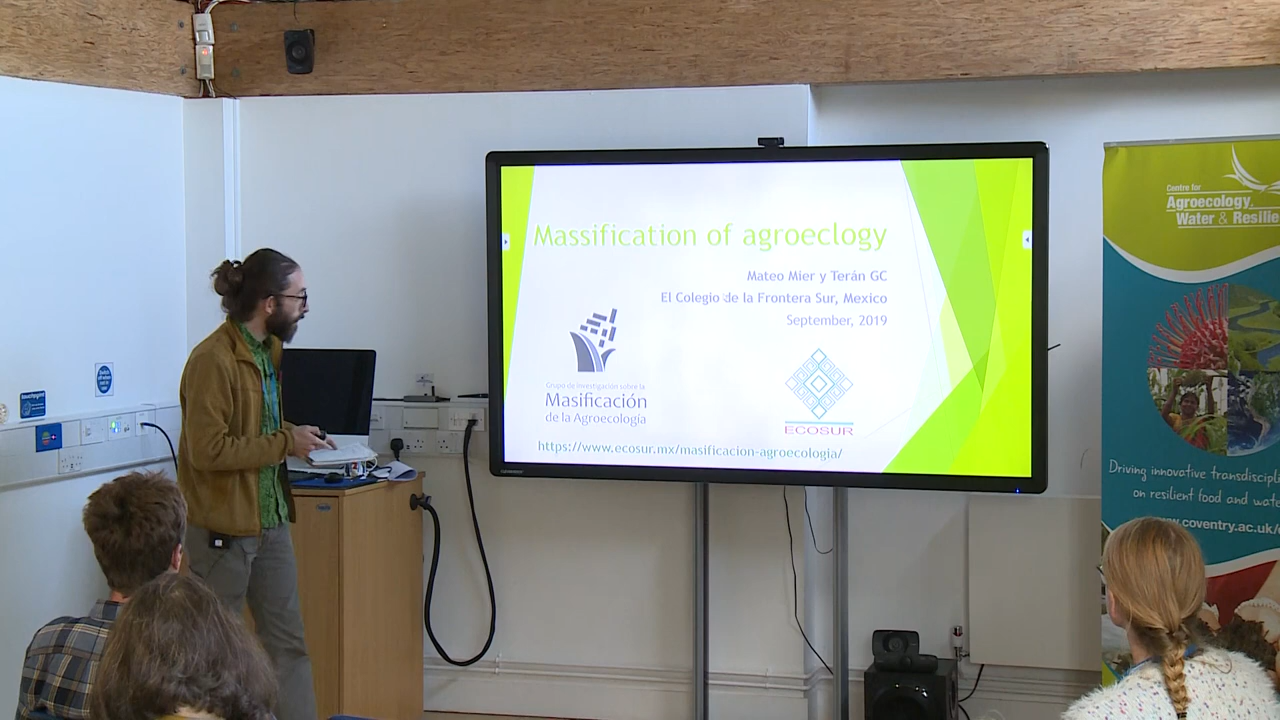 Massification of agroeclogy
Mateo Mier y Terán GC
El Colegio de la Frontera Sur, Mexico
September, 2019
Grupo de Investigación sobre la
Masificación
de la Agroecología
ECOSUR
https://www.ecosur.mx/masificacion-agroecologia/
Centre for
Agroecology,
Water & Resilie
Driving innovative transdiscipli
on resilient food and wate
www.coventry.ac.uk/